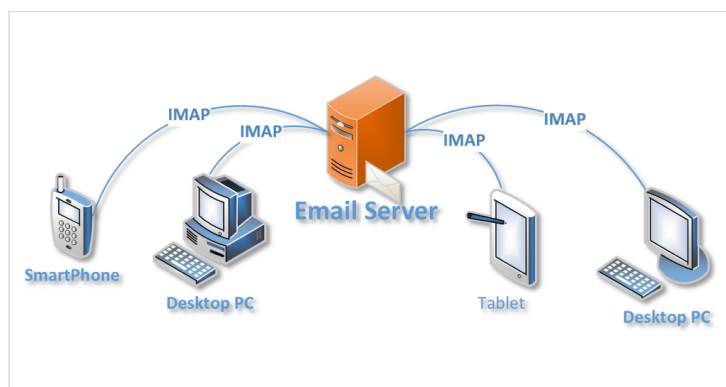 IMAP
IMAP
IMAP
IMAP
Email Server
SmartPhone
Desktop PC
Tablet
Desktop PC